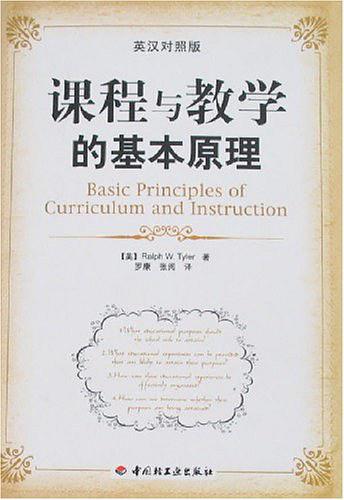 英汉对照版
课程与教学
的基本原理
Basic Principles of
Curriculum and Instruction
【美】Ralph W. Tyler 著
罗康 张阅 译
1.What educational purposes should
the school seek to attain?
2.What educational experiences can be provided
that are likely to attain these purposes?
3.How can these educational experiences be
effectively organized?
4.How can we determine whether these
purposes are being attained?
中国轻工业出版社